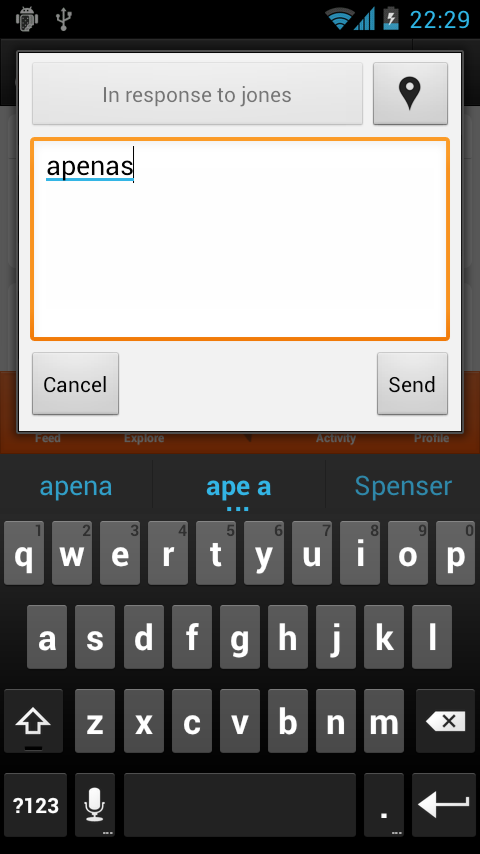 22:29
In response to jones
apenas
Cancel
Send
Feed Explore Activity Profile
apena ape a Spenser
1 2 3 4 5 6 7 8 9 0
q w e r t y u i o p
a s d f g h j k l
z x c v b n m
?123 .